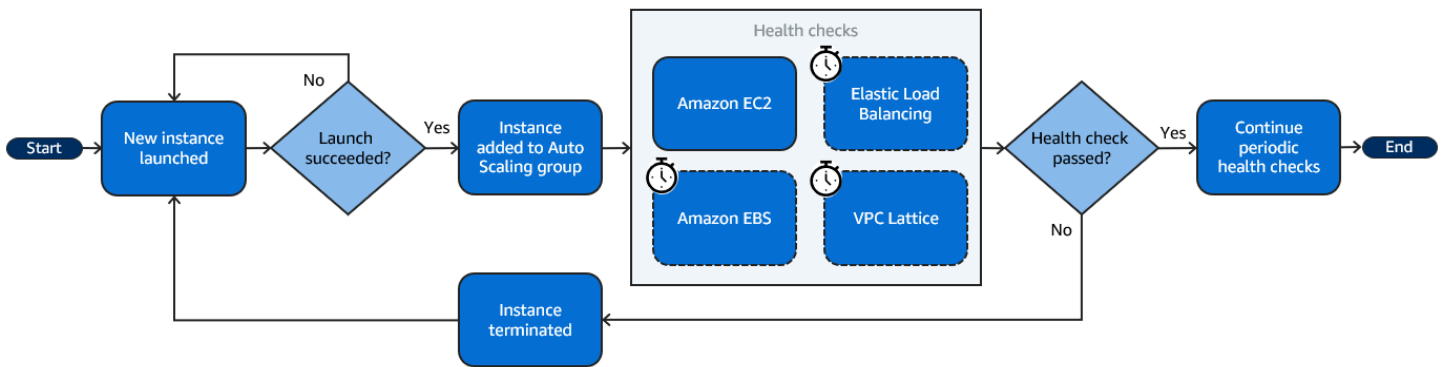 Start
New instance
launched
No
Launch
succeeded?
Yes
Instance
added to Auto
Scaling group
Health checks
Amazon EC2
Elastic Load
Balancing
Amazon EBS
VPC Lattice
Health check
passed?
Yes
Continue
periodic
health checks
End
No
Instance
terminated